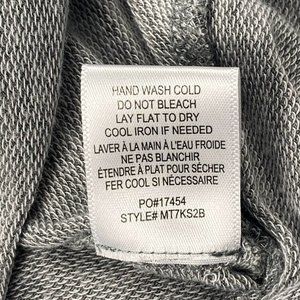 HAND WASH COLD
DO NOT BLEACH
LAY FLAT TO DRY
COOL IRON IF NEEDED
LAVER À LA MAIN À L'EAU FROIDE
NE PAS BLANCHIR
ÉTENDRE À PLAT POUR SÉCHER
FER COOL SI NÉCESSAIRE
PO#17454
STYLE# MT7KS2B